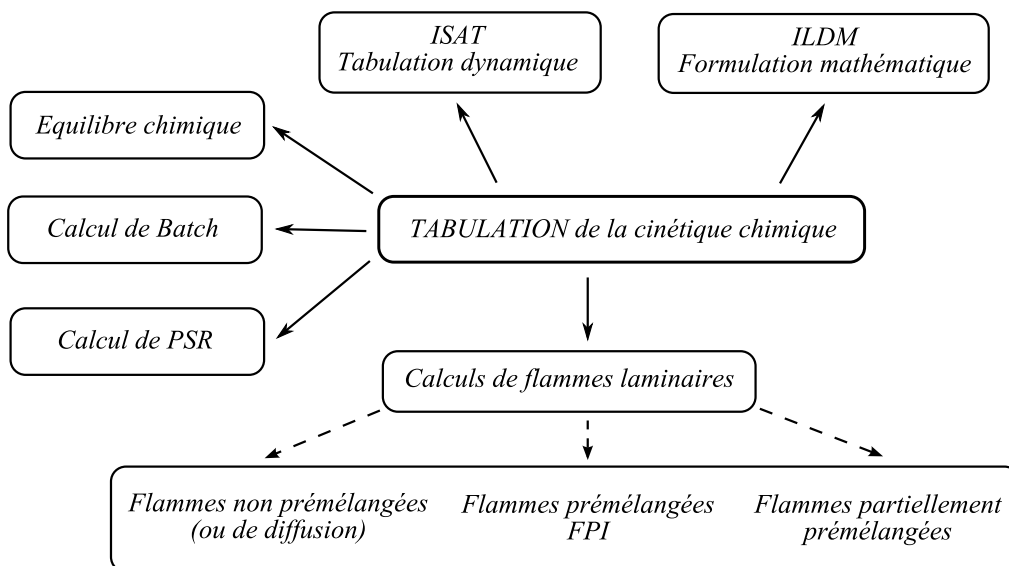 ISAT
Tabulation dynamique
ILDM
Formulation mathématique
Equilibre chimique
Calcul de Batch
TABULATION de la cinétique chimique
Calcul de PSR
Calculs de flammes laminaires
Flammes non prémélangées
(ou de diffusion)
Flammes prémélangées
FPI
Flammes partiellement
prémélangées